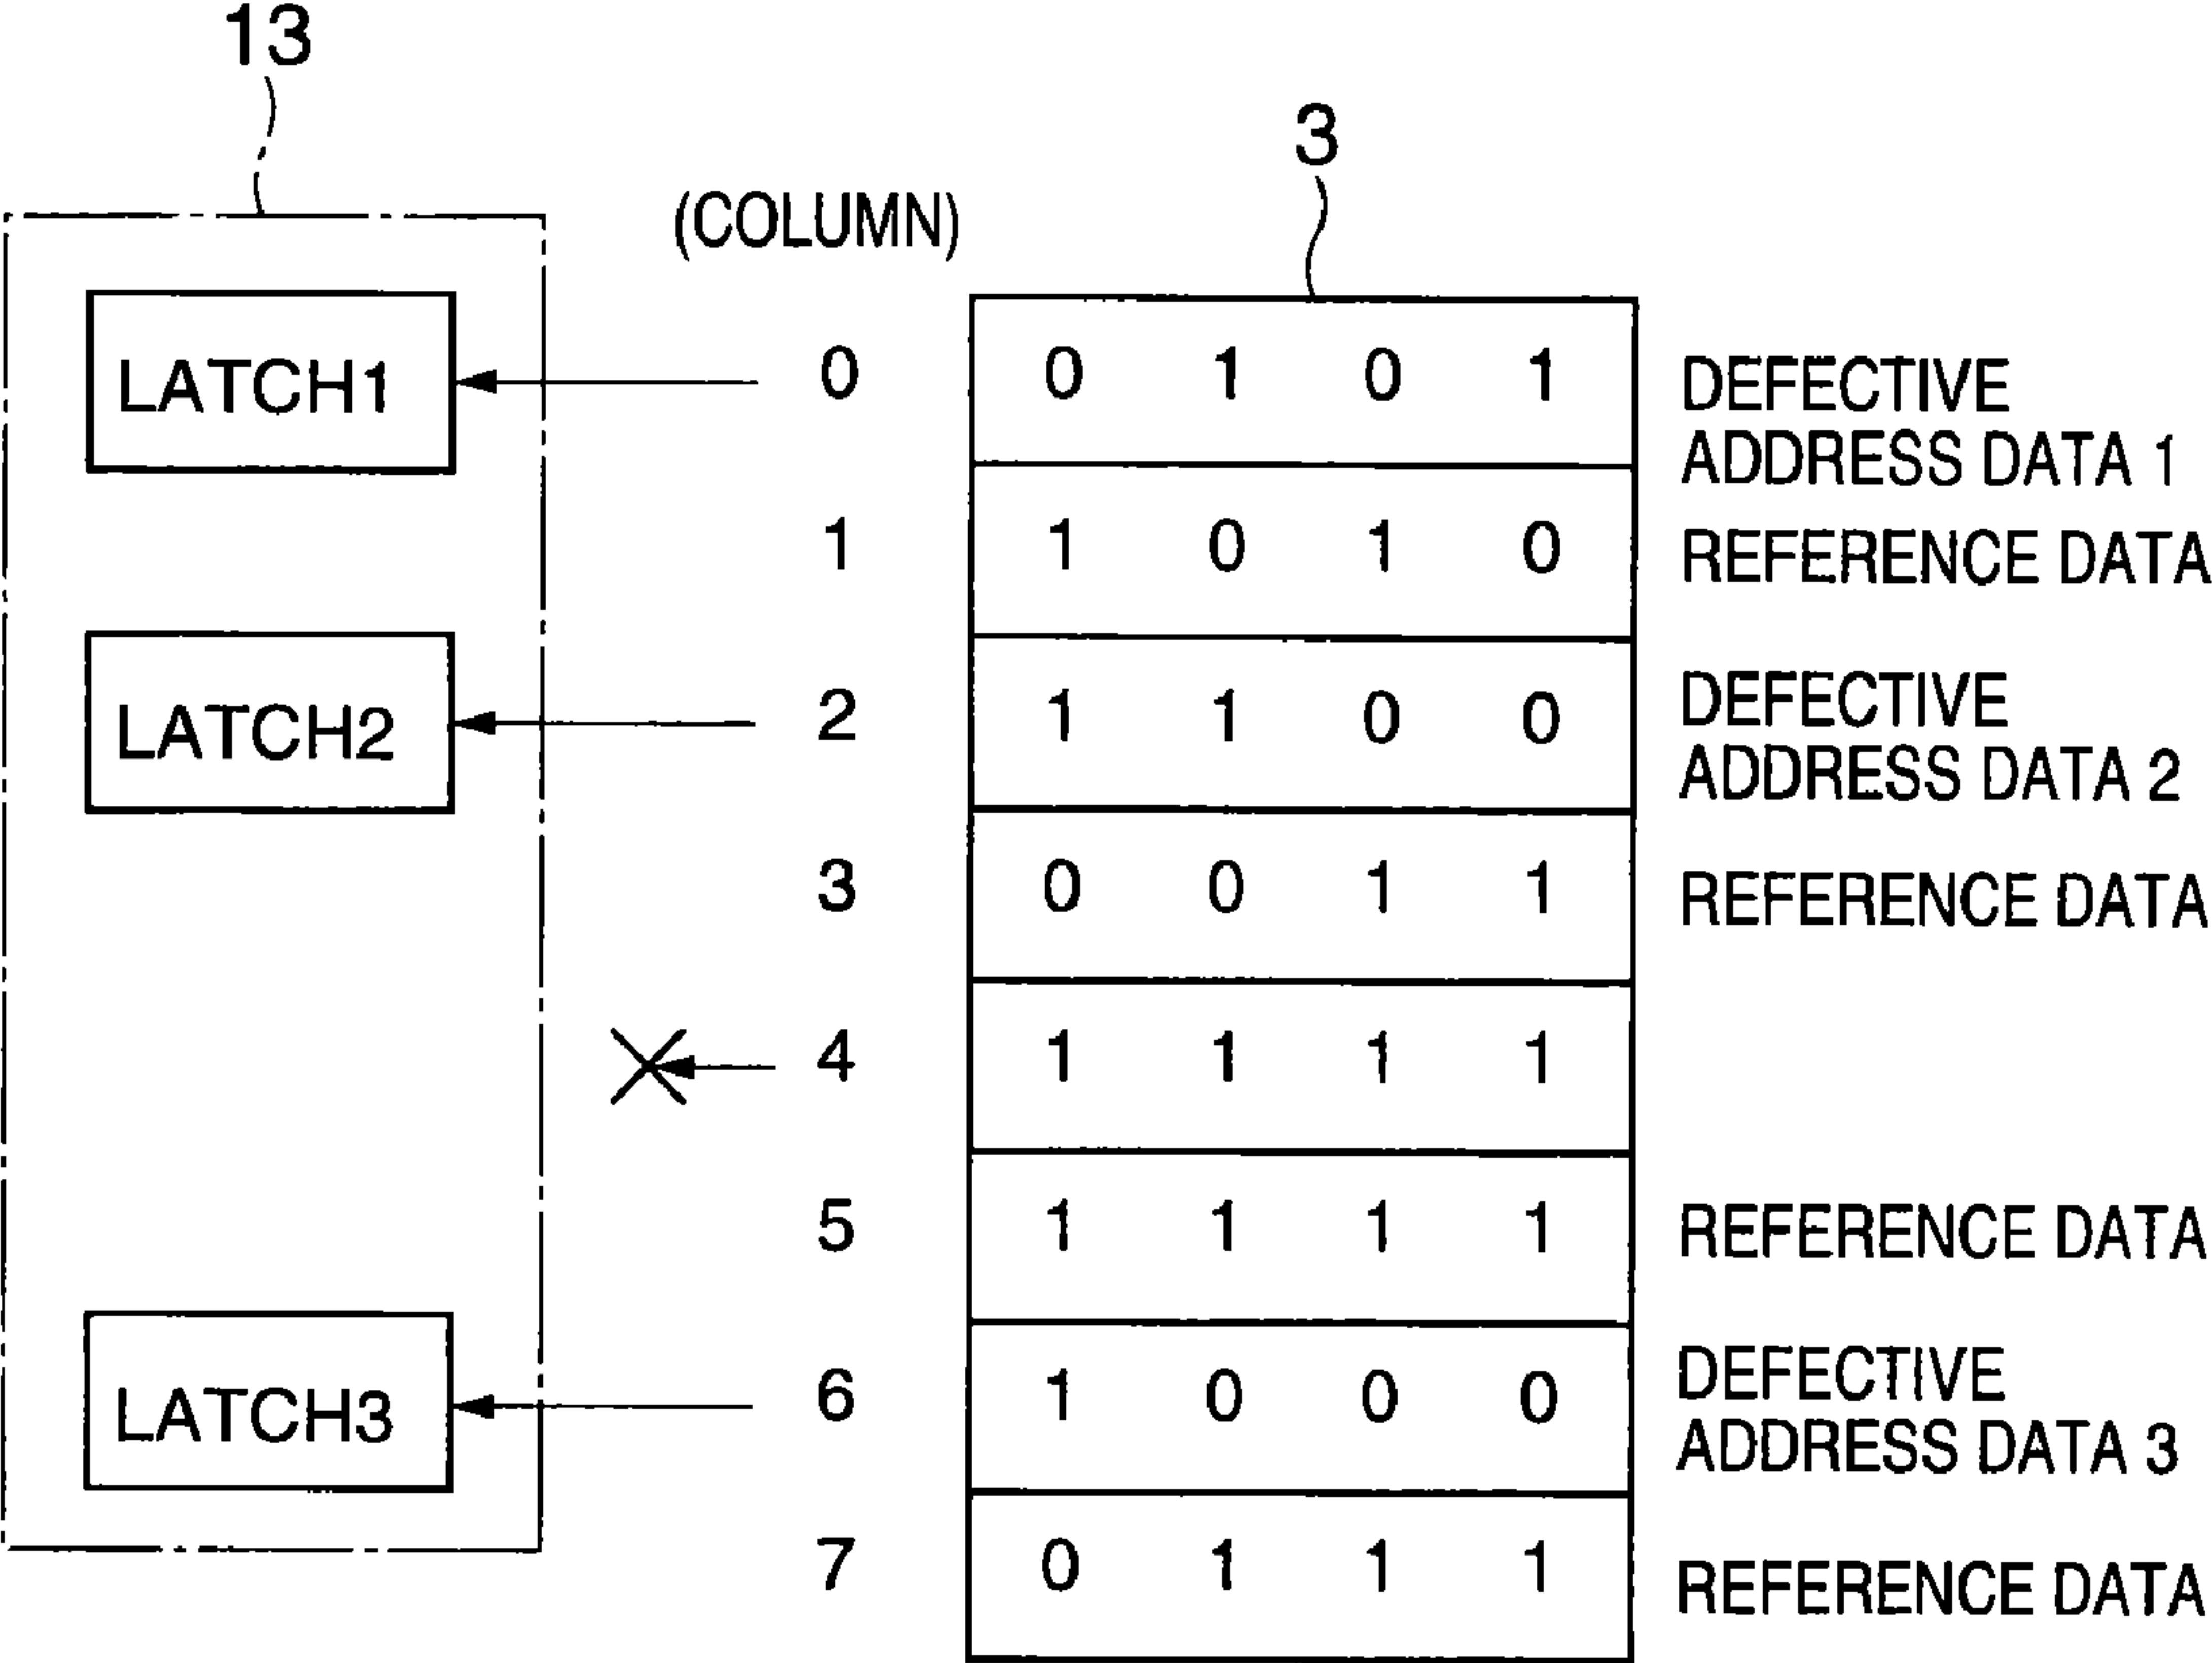 13
3
(COLUMN)
LATCH1
0 0 1 0 1 DEFECTIVE
ADDRESS DATA 1
1 1 0 1 0 REFERENCE DATA
LATCH2
2 1 1 0 0 DEFECTIVE
ADDRESS DATA 2
3 0 0 1 1 REFERENCE DATA
4 1 1 1 1
5 1 1 1 1 REFERENCE DATA
LATCH3
6 1 0 0 0 DEFECTIVE
ADDRESS DATA 3
7 0 1 1 1 REFERENCE DATA